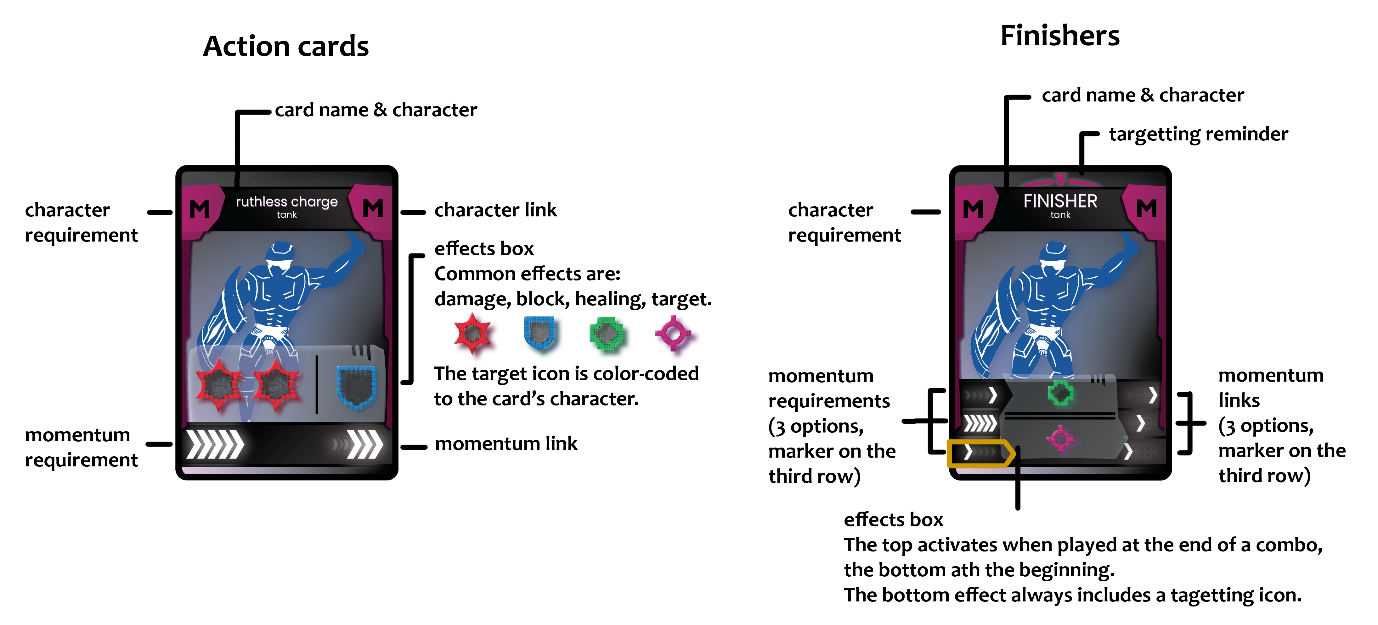 Action cards
card name & character
character
requirement
M
ruthless charge
tank
M
character link
effects box
Common effects are:
damage, block, healing, target.
The target icon is color-coded
to the card's character.
momentum
requirement
momentum link
Finishers
card name & character
targetting reminder
character
requirement
M
M
FINISHER
tank
M
momentum
requirements
(3 options,
marker on the
third row)
momentum
links
(3 options,
marker on the
third row)
effects box
The top activates when played at the end of a combo,
the bottom ath the beginning.
The bottom effect always includes a tagetting icon.